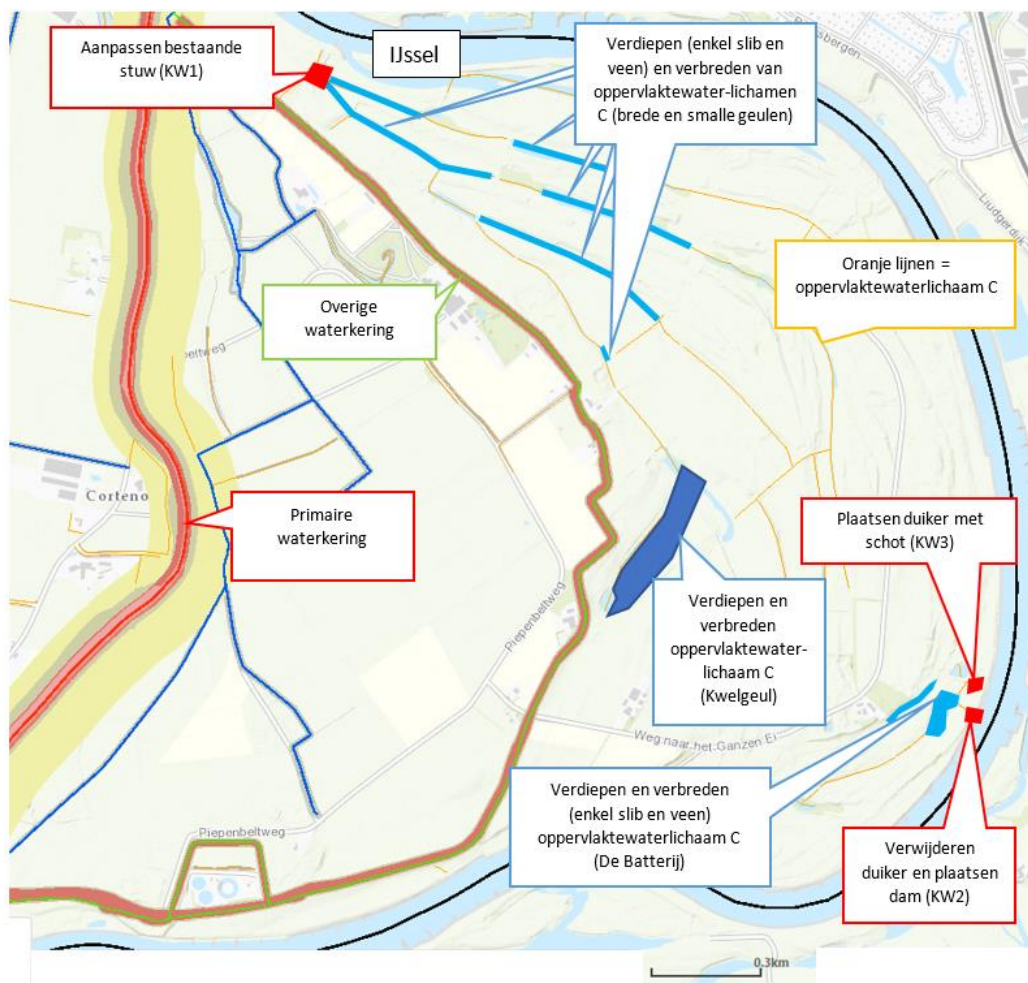 Aanpassen bestaande
stuw (KW1)
IJssel
Verdiepen (enkel slib en
veen) en verbreden van
oppervlaktewater-lichamen
C (brede en smalle geulen)
Liudgerdijk
Oranje lijnen =
oppervlaktewaterlichaam C
Overige
waterkering
beltweg
Corteno
Primaire
waterkering
Piepenbeltweg
Plaatsen duiker met
schot (KW3)
Verdiepen en
verbreden
oppervlaktewater-
lichaam C
(Kwelgeul)
Weg naar het Ganzen Ei
Verdiepen en verbreden
(enkel slib en veen)
oppervlaktewaterlichaam C
(De Batterij)
Piepenbeltweg
Verwijderen
duiker en plaatsen
dam (KW2)
0.3km